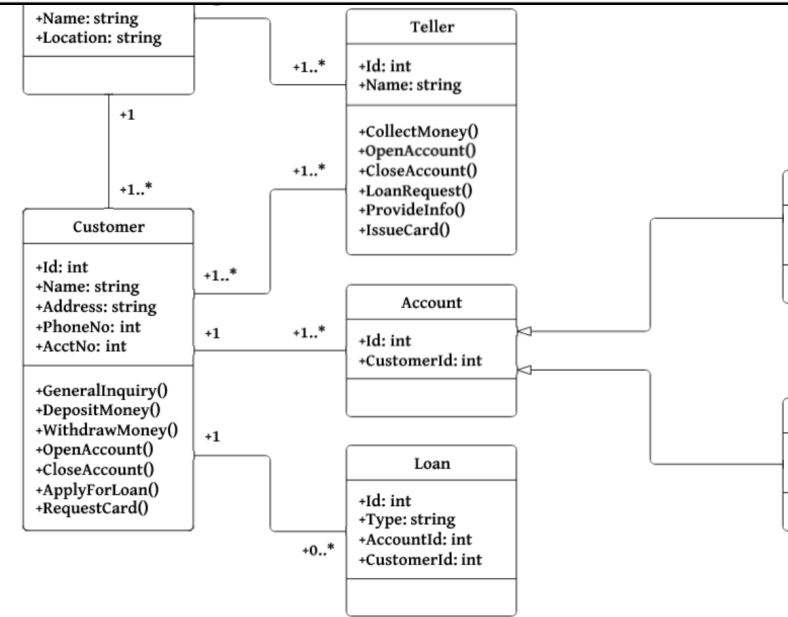 +Name: string
+Location: string
+1
+1..*
Teller
+Id: int
+Name: string
+CollectMoney()
+OpenAccount()
+CloseAccount()
+LoanRequest()
+ProvideInfo()
+IssueCard()
+1..*
+1..*
+1..*
Customer
+Id: int
+Name: string
+Address: string
+PhoneNo: int
+AcctNo: int
+GeneralInquiry()
+DepositMoney()
+WithdrawMoney()
+OpenAccount()
+CloseAccount()
+ApplyForLoan()
+RequestCard()
+1
+1..*
Account
+Id: int
+CustomerId: int
+1
+0..*
Loan
+Id: int
+Type: string
+AccountId: int
+CustomerId: int